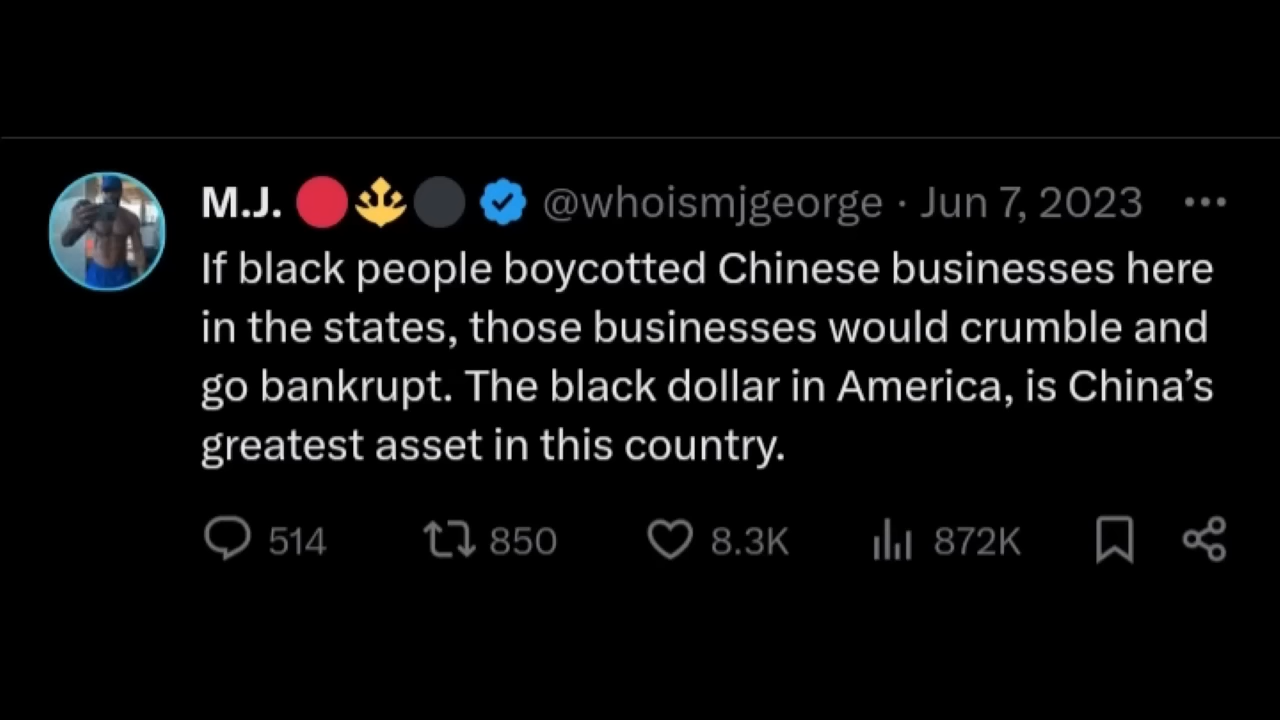 M.J. 🔴🔱⚫ @whoismjgeorge · Jun 7, 2023
If black people boycotted Chinese businesses here
in the states, those businesses would crumble and
go bankrupt. The black dollar in America, is China’s
greatest asset in this country.
514 850 8.3K 872K